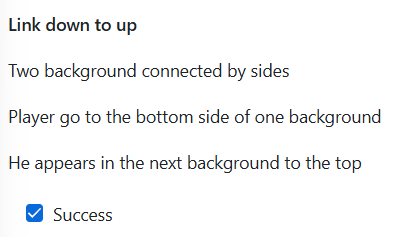 Link down to up
Two background connected by sides
Player go to the bottom side of one background
He appears in the next background to the top
Success